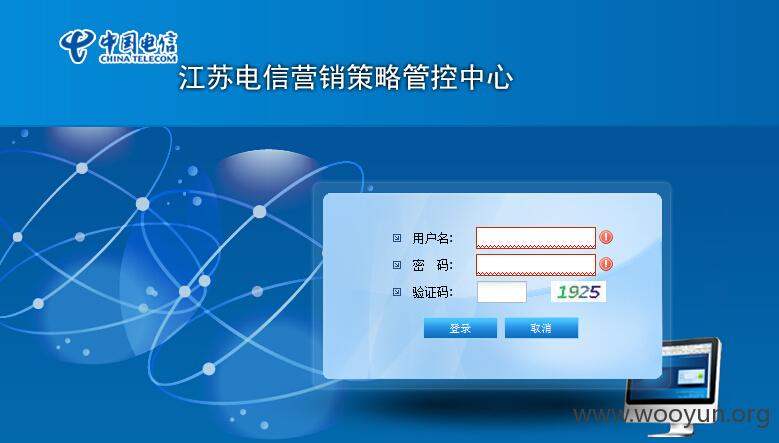 中国电信
CHINA TELECOM
江苏电信营销策略管控中心
用户名:
密 码:
验证码: 1925
登录 取消
www.wooyun.org